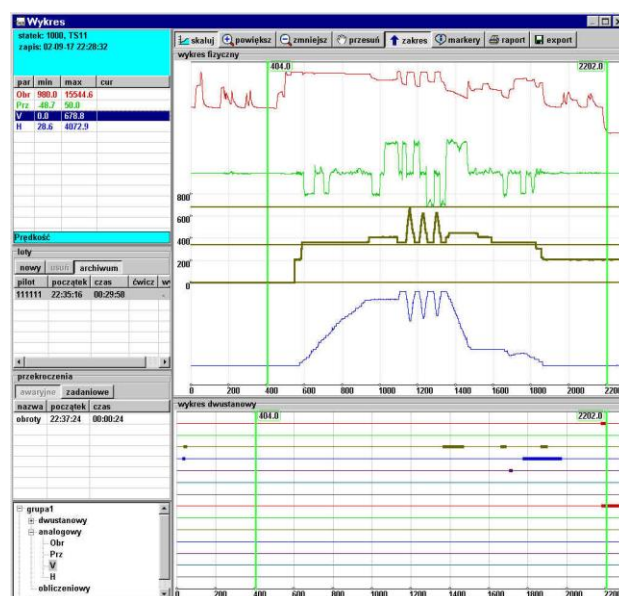 Wykres
statek: 1000, TS11
zapis: 02-09-17 22:28:32
par min max cur
Obr 980.0 15544.6
Prz -48.7 50.0
V 0.0 678.8
H 28.6 4072.9
Prędkość
loty
nowy usuń archiwum
pilot początek czas ćwicz
111111 22:35:16 00:29:58 -
przekroczenia
awaryjne zadaniowe
nazwa początek czas
obroty 22:37:24 00:00:24
grupa1
dwustanowy
analogowy
Obr
Prz
V
H
obliczeniowy
skaluj powiększ zmniejsz przesuń zakres markery raport export
wykres fizyczny
404.0 2202.0
800
600
400
200
0
0 200 400 600 800 1000 1200 1400 1600 1800 2000 2200
wykres dwustanowy
404.0 2202.0
0 200 400 600 800 1000 1200 1400 1600 1800 2000 2200